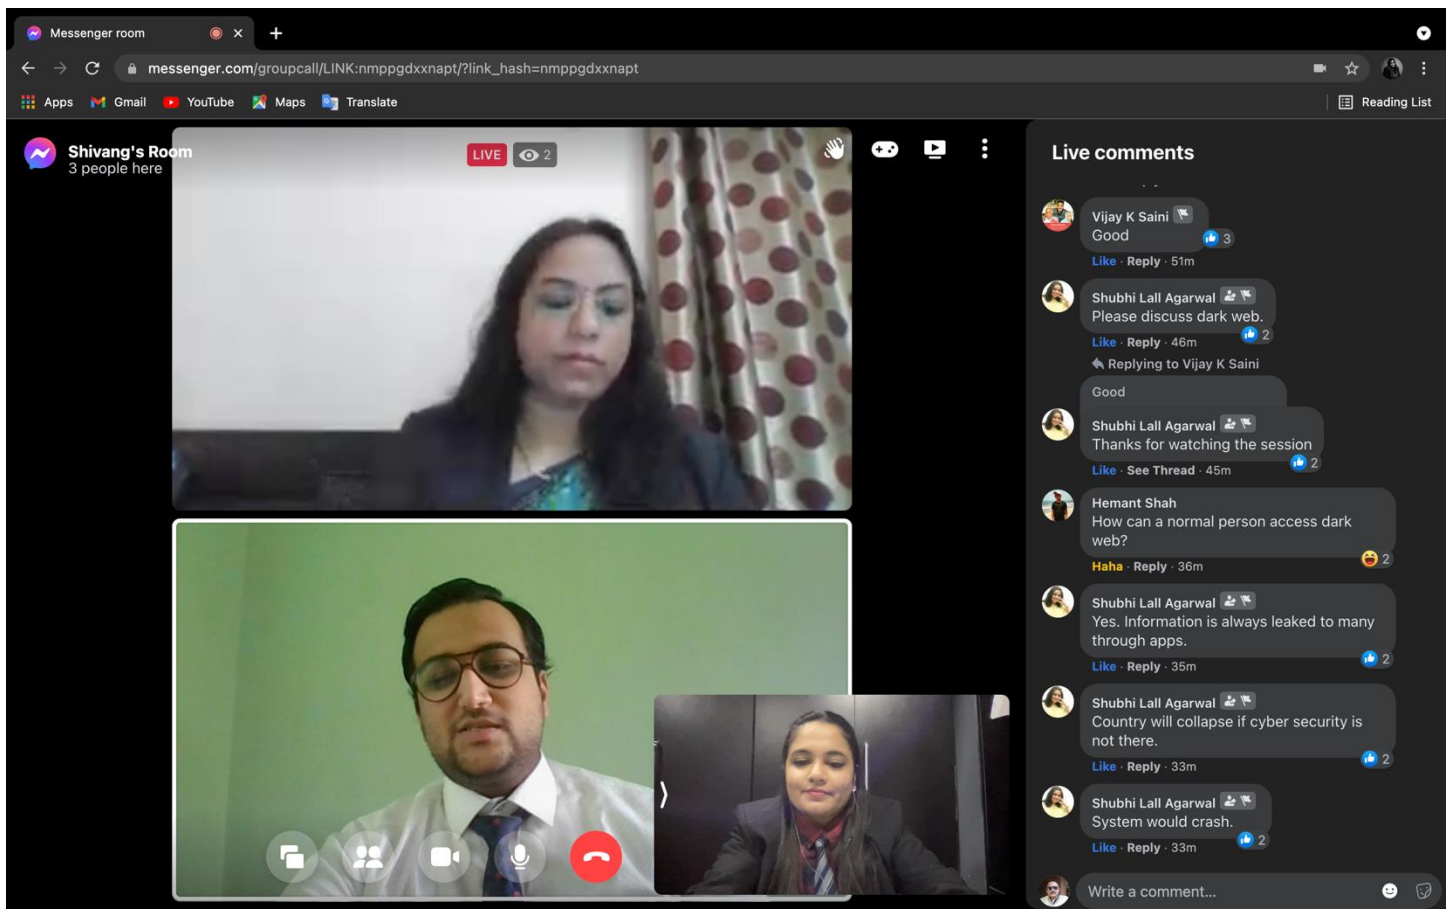 Messenger room
messenger.com/groupcall/LINK:nmppgdxxnapt/?link_hash=nmppgdxxnapt
Apps Gmail YouTube Maps Translate Reading List
Shivang's Room
3 people here
LIVE 2
Live comments
Vijay K Saini
Good
3
Like · Reply · 51m
Shubhi Lall Agarwal
Please discuss dark web.
2
Like · Reply · 46m
Replying to Vijay K Saini
Good
Shubhi Lall Agarwal
Thanks for watching the session
2
Like · See Thread · 45m
Hemant Shah
How can a normal person access dark
web?
2
Haha · Reply · 36m
Shubhi Lall Agarwal
Yes. Information is always leaked to many
through apps.
2
Like · Reply · 35m
Shubhi Lall Agarwal
Country will collapse if cyber security is
not there.
2
Like · Reply · 33m
Shubhi Lall Agarwal
System would crash.
2
Like · Reply · 33m
Write a comment...